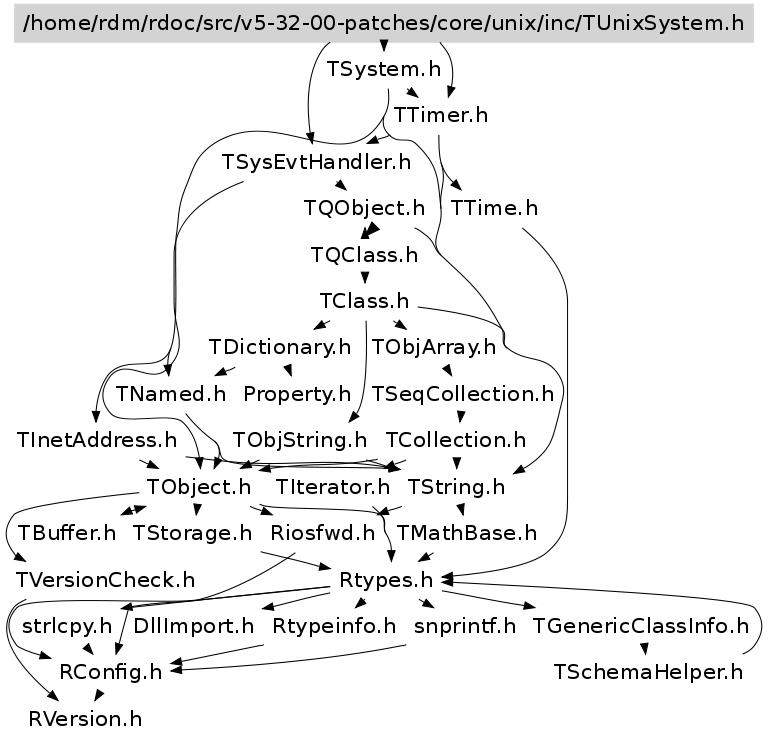 /home/rdm/rdoc/src/v5-32-00-patches/core/unix/inc/TUnixSystem.h
TSystem.h
TTimer.h
TSysEvtHandler.h
TQObject.h TTime.h
TQClass.h
TClass.h
TDictionary.h TObjArray.h
TNamed.h Property.h TSeqCollection.h
TInetAddress.h TObjString.h TCollection.h
TObject.h TIterator.h TString.h
TBuffer.h TStorage.h Riosfwd.h TMathBase.h
TVersionCheck.h Rtypes.h
strlcpy.h DllImport.h Rtypeinfo.h snprintf.h TGenericClassInfo.h
RConfig.h TSchemaHelper.h
RVersion.h